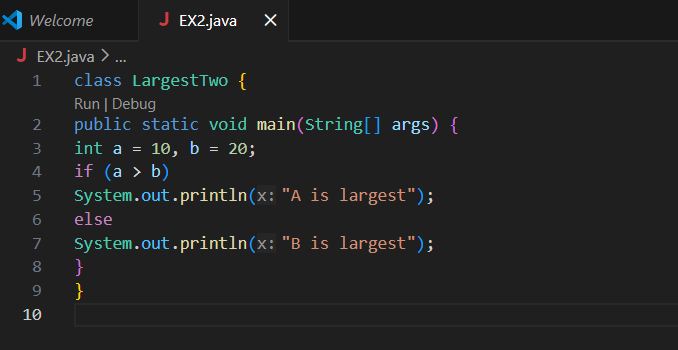 Welcome
J EX2.java ×
J EX2.java > ...
1 class LargestTwo {
Run | Debug
2 public static void main(String[] args) {
3 int a = 10, b = 20;
4 if (a > b)
5 System.out.println(x: "A is largest");
6 else
7 System.out.println(x: "B is largest");
8 }
9 }
10